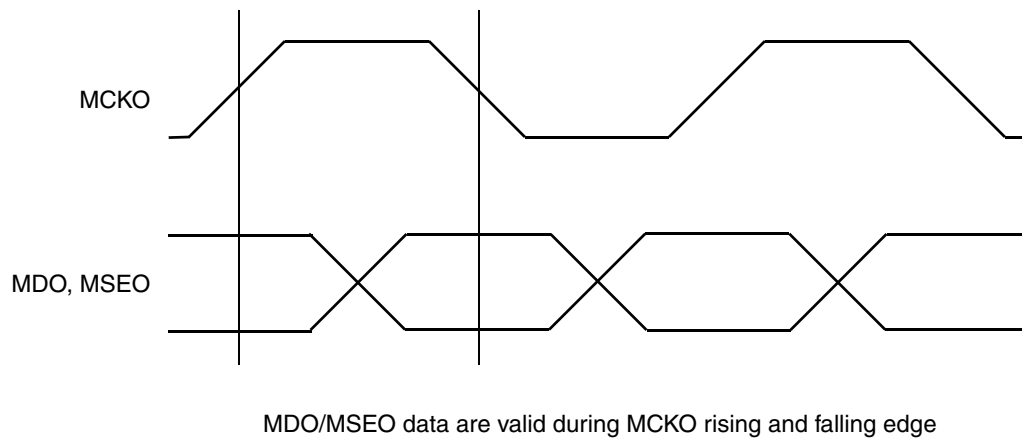 MCKO
MDO, MSEO
MDO/MSEO data are valid during MCKO rising and falling edge